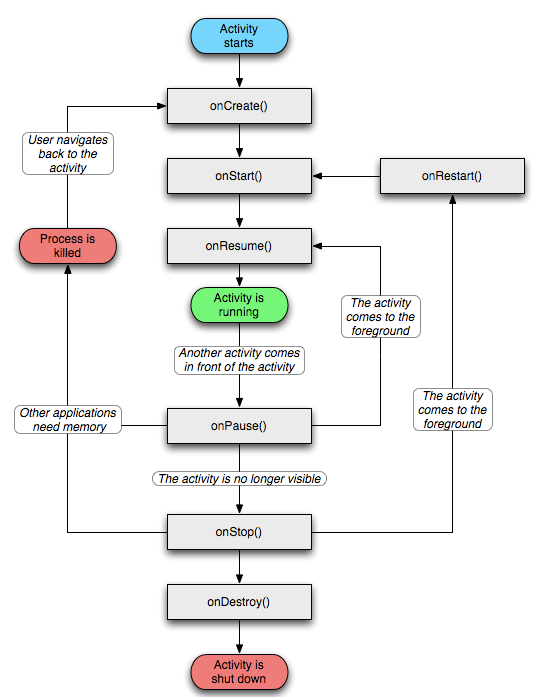 Activity
starts
onCreate()
User navigates
back to the
activity
onStart()
onRestart()
Process is
killed
onResume()
Activity is
running
The activity
comes to the
foreground
Another activity comes
in front of the activity
The activity
comes to the
foreground
Other applications
need memory
onPause()
The activity is no longer visible
onStop()
onDestroy()
Activity is
shut down